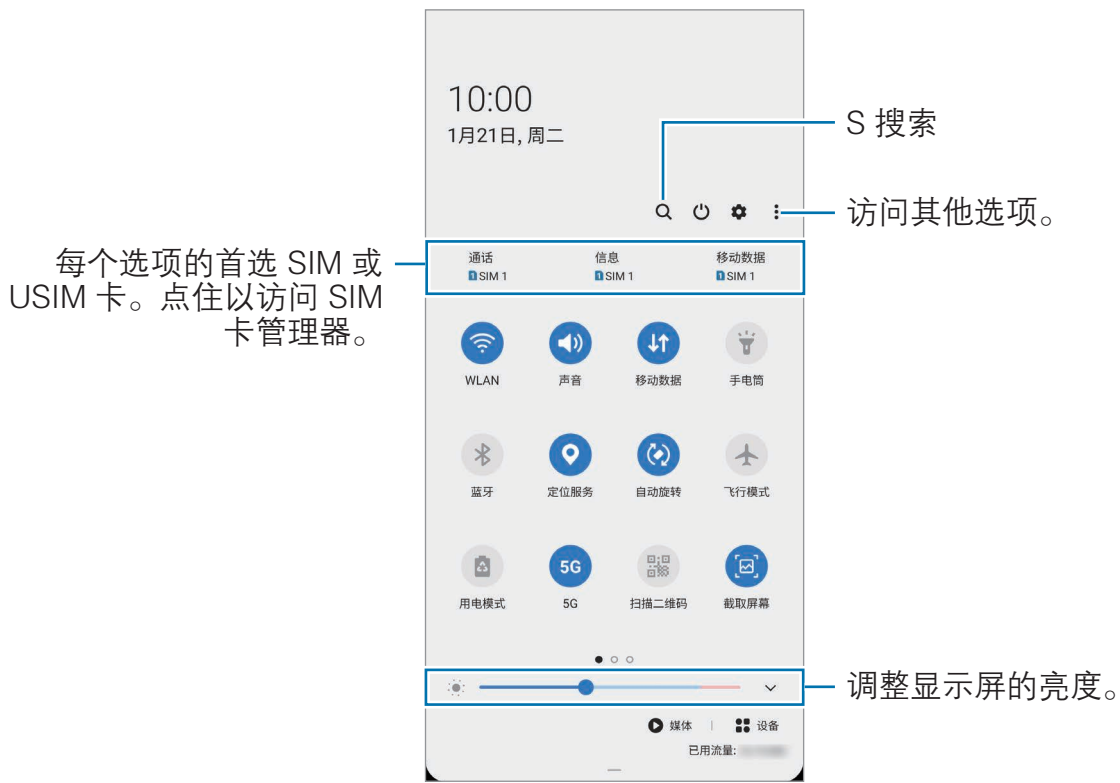 10:00
1月21日, 周二
S 搜索
访问其他选项。
每个选项的首选 SIM 或
USIM 卡。点住以访问 SIM
卡管理器。
通话 信息 移动数据
1 SIM 1 1 SIM 1 1 SIM 1
WLAN 声音 移动数据 手电筒
蓝牙 定位服务 自动旋转 飞行模式
5G
用电模式 5G 扫描二维码 截取屏幕
调整显示屏的亮度。
媒体 | 设备
已用流量: